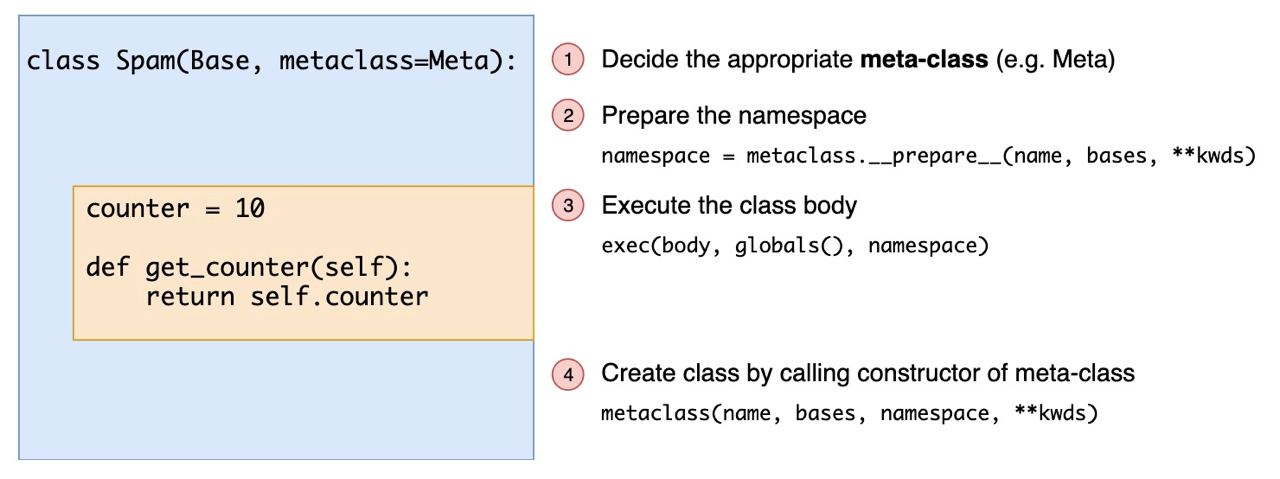 class Spam(Base, metaclass=Meta):
1 Decide the appropriate meta-class (e.g. Meta)
2 Prepare the namespace
namespace = metaclass.__prepare__(name, bases, **kwds)
counter = 10
3 Execute the class body
exec(body, globals(), namespace)
def get_counter(self):
    return self.counter
4 Create class by calling constructor of meta-class
metaclass(name, bases, namespace, **kwds)